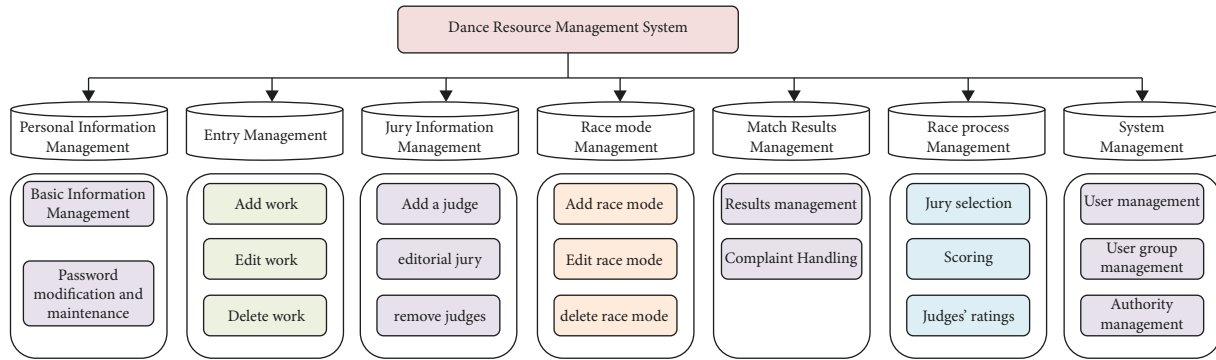 Dance Resource Management System
Personal Information
Management
Entry Management
Jury Information
Management
Race mode
Management
Match Results
Management
Race process
Management
System
Management
Basic Information
Management
Password
modification and
maintenance
Add work
Edit work
Delete work
Add a judge
editorial jury
remove judges
Add race mode
Edit race mode
delete race mode
Results management
Complaint Handling
Jury selection
Scoring
Judges’ ratings
User management
User group
management
Authority
management